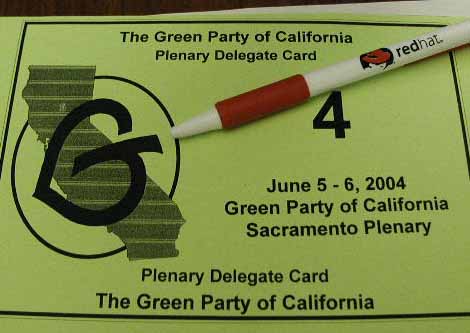 The Green Party of California
Plenary Delegate Card
redhat.
G
4
June 5 - 6, 2004
Green Party of California
Sacramento Plenary
Plenary Delegate Card
The Green Party of California